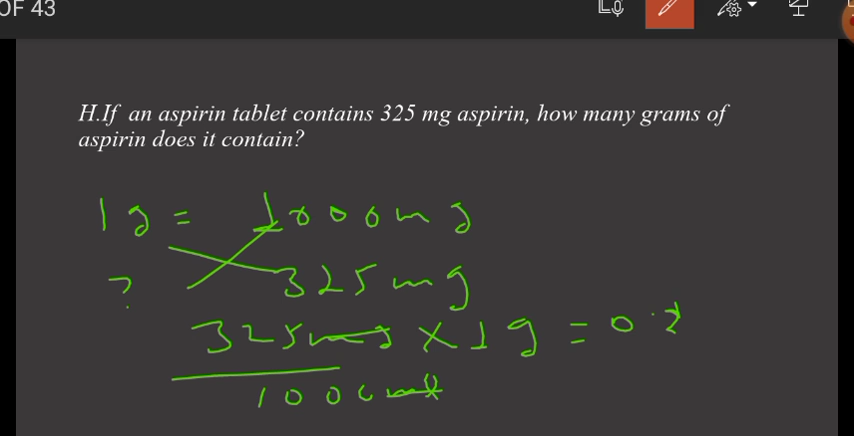 OF 43
H.If an aspirin tablet contains 325 mg aspirin, how many grams of
aspirin does it contain?
1g = 1000mg
? 325mg
325mg × 1g = 0.
1000mg